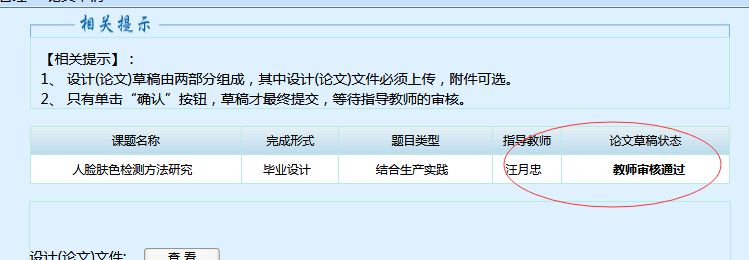 相关提示
【相关提示】:
1、 设计(论文)草稿由两部分组成，其中设计(论文)文件必须上传，附件可选。
2、 只有单击“确认”按钮，草稿才最终提交，等待指导教师的审核。
课题名称 完成形式 题目类型 指导教师 论文草稿状态
人脸肤色检测方法研究 毕业设计 结合生产实践 汪月忠 教师审核通过
设计(论文)文件: 查 看